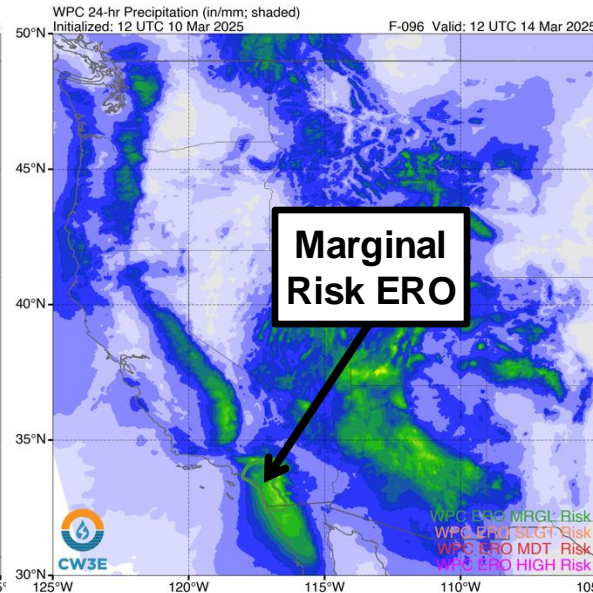 WPC 24-hr Precipitation (in/mm; shaded)
Initialized: 12 UTC 10 Mar 2025
F-096 Valid: 12 UTC 14 Mar 2025
50°N
45°N
Marginal
Risk ERO
40°N
35°N
WPC ERO MRGL Risk
WPC ERO SLGT Risk
WPC ERO MDT Risk
WPC ERO HIGH Risk
CW3E
30°N
120°W
115°W
110°W